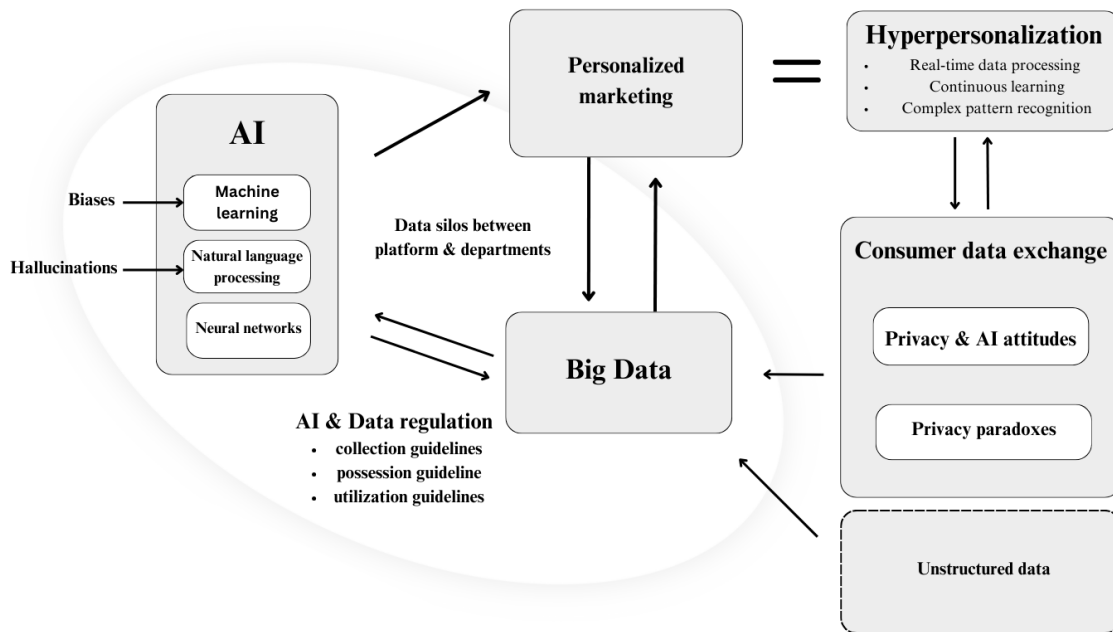 Hyperpersonalization
• Real-time data processing
• Continuous learning
• Complex pattern recognition
Personalized
marketing
=
AI
Machine
learning
Natural language
processing
Neural networks
Biases
Hallucinations
Data silos between
platform & departments
Consumer data exchange
Privacy & AI attitudes
Privacy paradoxes
Big Data
AI & Data regulation
• collection guidelines
• possession guideline
• utilization guidelines
Unstructured data